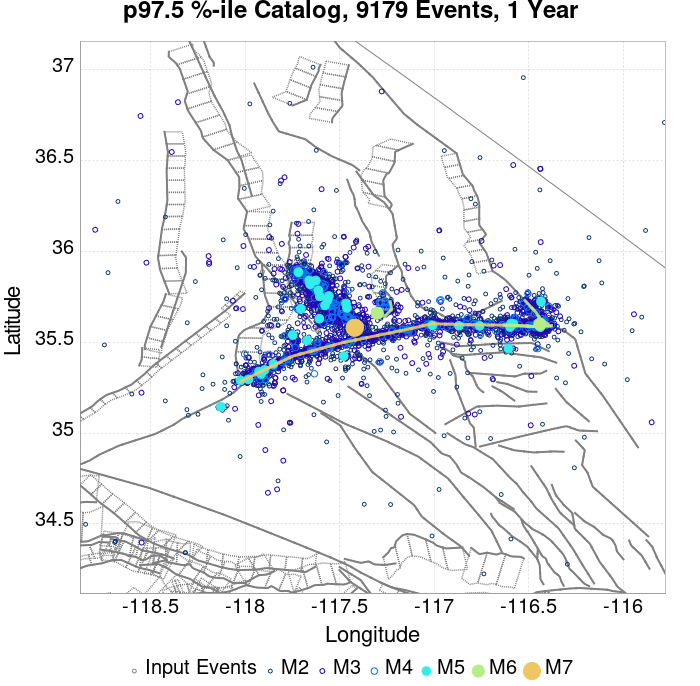 p97.5 %-ile Catalog, 9179 Events, 1 Year
37
36.5
36
35.5
35
34.5
Latitude
-118.5 -118 -117.5 -117 -116.5 -116
Longitude
Input Events M2 M3 M4 M5 M6 M7